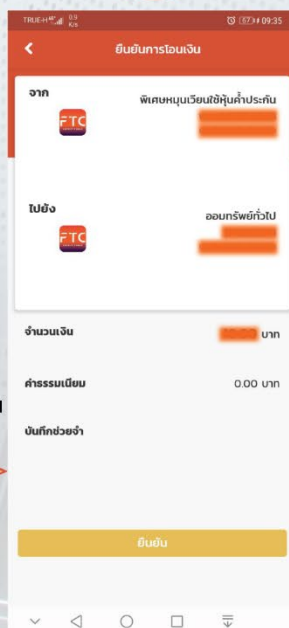 TRUE-H 4G 0.9 K/s 67 09:35
ยืนยันการโอนเงิน
จาก
พิเศษหมุนเวียนใช้หุ้นค้ำประกัน
FTC
ไปยัง
ออมทรัพย์ทั่วไป
FTC
จำนวนเงิน บาท
ค่าธรรมเนียม 0.00 บาท
บันทึกช่วยจำ
ยืนยัน